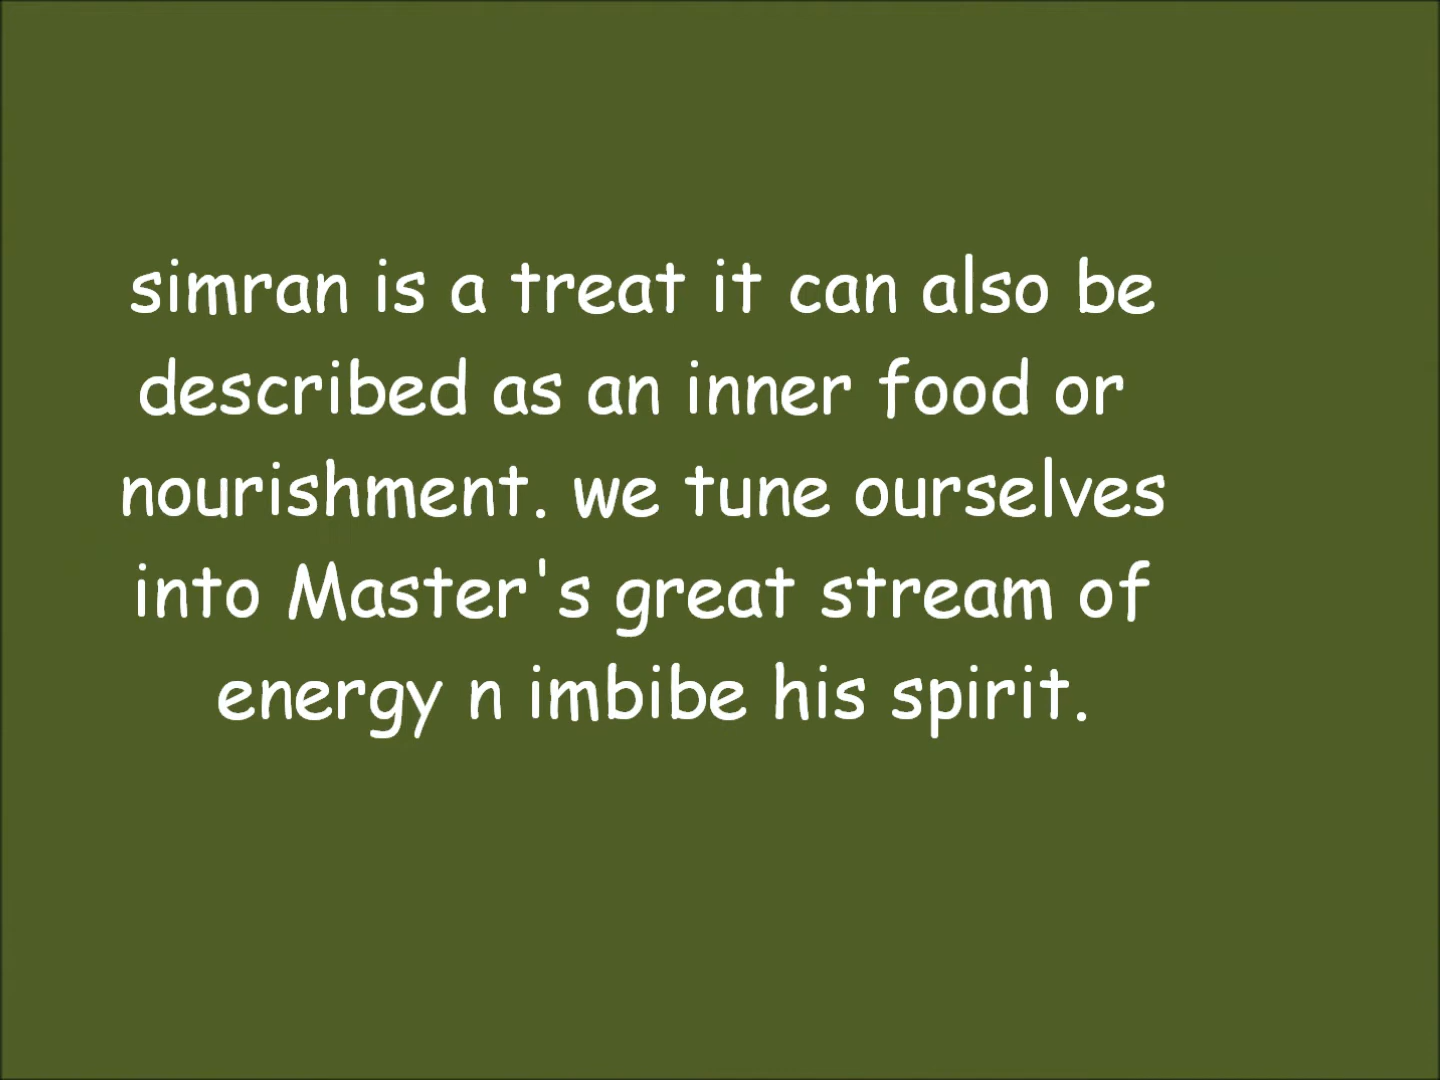 simran is a treat it can also be
described as an inner food or
nourishment. we tune ourselves
into Master's great stream of
energy n imbibe his spirit.